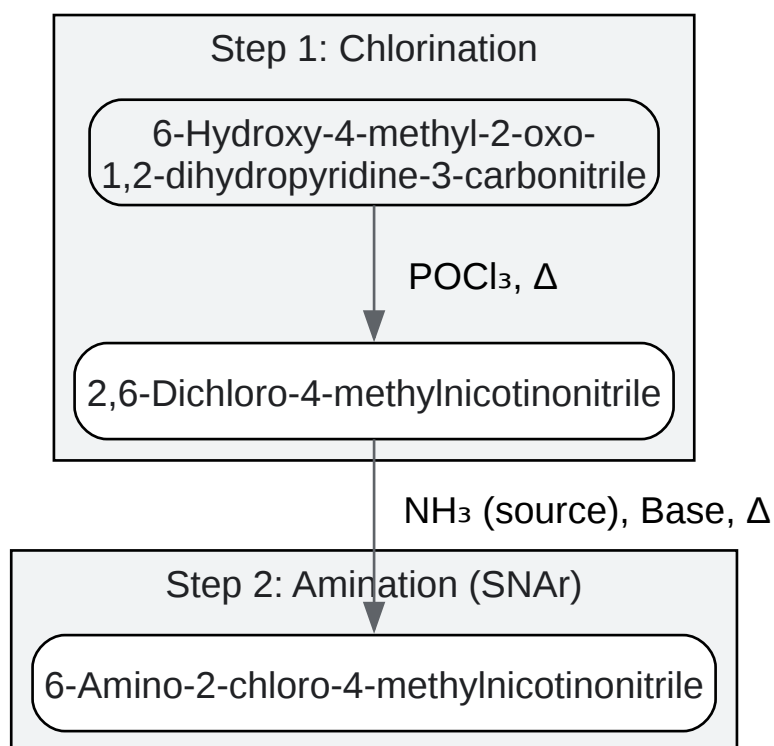 Step 1: Chlorination
6-Hydroxy-4-methyl-2-oxo-
1,2-dihydropyridine-3-carbonitrile
POCl₃, Δ
2,6-Dichloro-4-methylnicotinonitrile
NH₃ (source), Base, Δ
Step 2: Amination (SNAr)
6-Amino-2-chloro-4-methylnicotinonitrile